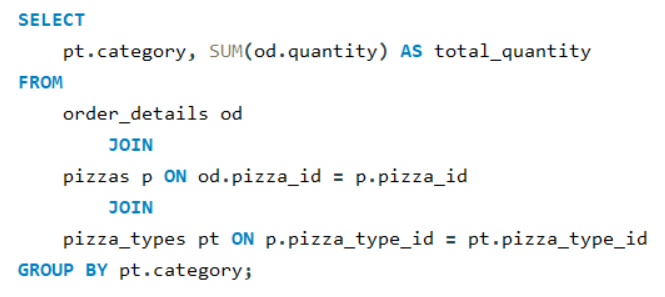 SELECT
pt.category, SUM(od.quantity) AS total_quantity
FROM
order_details od
JOIN
pizzas p ON od.pizza_id = p.pizza_id
JOIN
pizza_types pt ON p.pizza_type_id = pt.pizza_type_id
GROUP BY pt.category;